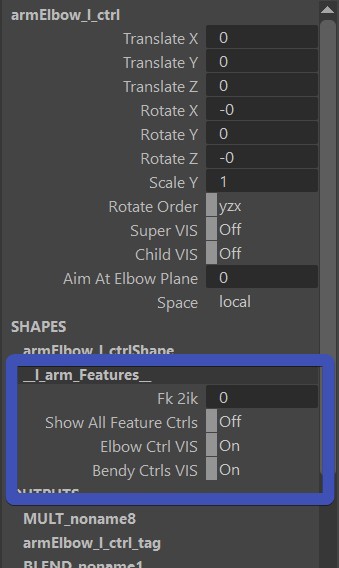 armElbow_l_ctrl
Translate X 0
Translate Y 0
Translate Z 0
Rotate X -0
Rotate Y 0
Rotate Z -0
Scale Y 1
Rotate Order yzx
Super VIS Off
Child VIS Off
Aim At Elbow Plane 0
Space local
SHAPES
armElbow_l_ctrlShape
__l_arm_Features__
Fk 2ik 0
Show All Feature Ctrls Off
Elbow Ctrl VIS On
Bendy Ctrls VIS On
OUTPUTS
MULT_noname8
armElbow_l_ctrl_tag
BLEND_noname1